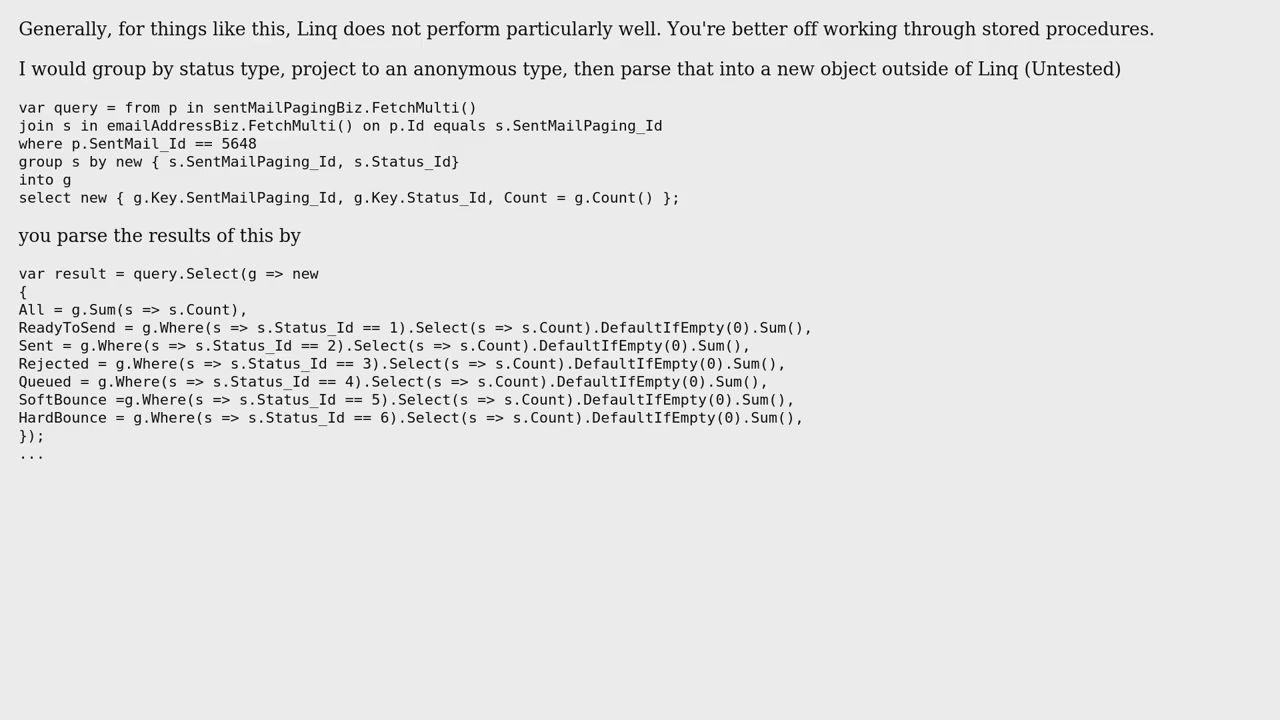 Generally, for things like this, Linq does not perform particularly well. You're better off working through stored procedures.
I would group by status type, project to an anonymous type, then parse that into a new object outside of Linq (Untested)
var query = from p in sentMailPagingBiz.FetchMulti()
join s in emailAddressBiz.FetchMulti() on p.Id equals s.SentMailPaging_Id
where p.SentMail_Id == 5648
group s by new { s.SentMailPaging_Id, s.Status_Id}
into g
select new { g.Key.SentMailPaging_Id, g.Key.Status_Id, Count = g.Count() };
you parse the results of this by
var result = query.Select(g => new
{
All = g.Sum(s => s.Count),
ReadyToSend = g.Where(s => s.Status_Id == 1).Select(s => s.Count).DefaultIfEmpty(0).Sum(),
Sent = g.Where(s => s.Status_Id == 2).Select(s => s.Count).DefaultIfEmpty(0).Sum(),
Rejected = g.Where(s => s.Status_Id == 3).Select(s => s.Count).DefaultIfEmpty(0).Sum(),
Queued = g.Where(s => s.Status_Id == 4).Select(s => s.Count).DefaultIfEmpty(0).Sum(),
SoftBounce =g.Where(s => s.Status_Id == 5).Select(s => s.Count).DefaultIfEmpty(0).Sum(),
HardBounce = g.Where(s => s.Status_Id == 6).Select(s => s.Count).DefaultIfEmpty(0).Sum(),
});
...